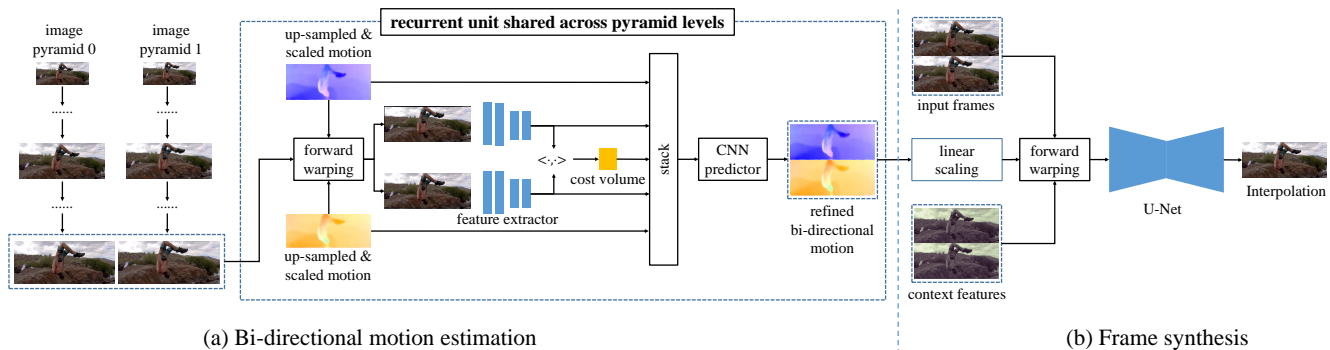 recurrent unit shared across pyramid levels
image
pyramid 0
image
pyramid 1
......
......
......
......
up-sampled &
scaled motion
forward
warping
up-sampled &
scaled motion
feature extractor
<·,·>
cost volume
stack
CNN
predictor
refined
bi-directional
motion
(a) Bi-directional motion estimation
input frames
linear
scaling
forward
warping
context features
U-Net
Interpolation
(b) Frame synthesis